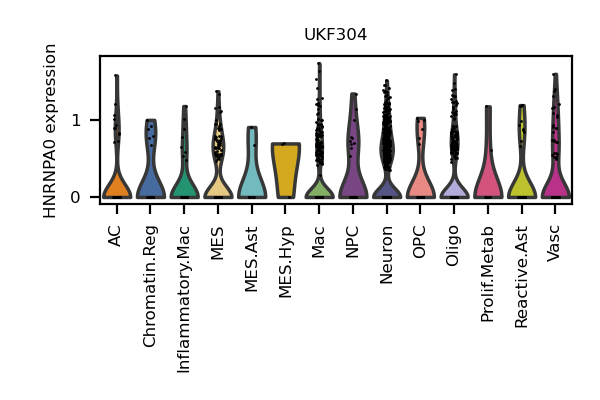 UKF304
HNRNPA0 expression
1
0
AC
Chromatin.Reg
Inflammatory.Mac
MES
MES.Ast
MES.Hyp
Mac
NPC
Neuron
OPC
Oligo
Prolif.Metab
Reactive.Ast
Vasc